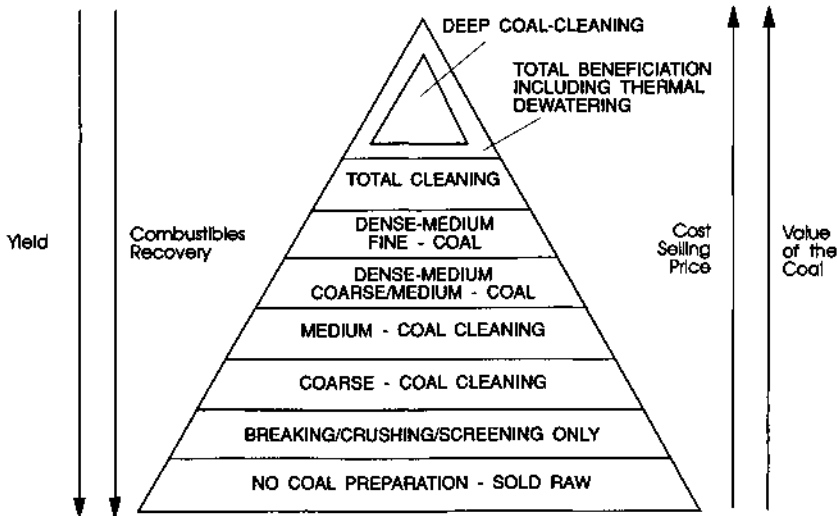 DEEP COAL-CLEANING
TOTAL BENEFICIATION
INCLUDING THERMAL
DEWATERING
TOTAL CLEANING
DENSE-MEDIUM
FINE - COAL
DENSE-MEDIUM
COARSE/MEDIUM - COAL
MEDIUM - COAL CLEANING
COARSE - COAL CLEANING
BREAKING/CRUSHING/SCREENING ONLY
NO COAL PREPARATION - SOLD RAW
Yield
Combustibles
Recovery
Cost
Selling
Price
Value
of the
Coal